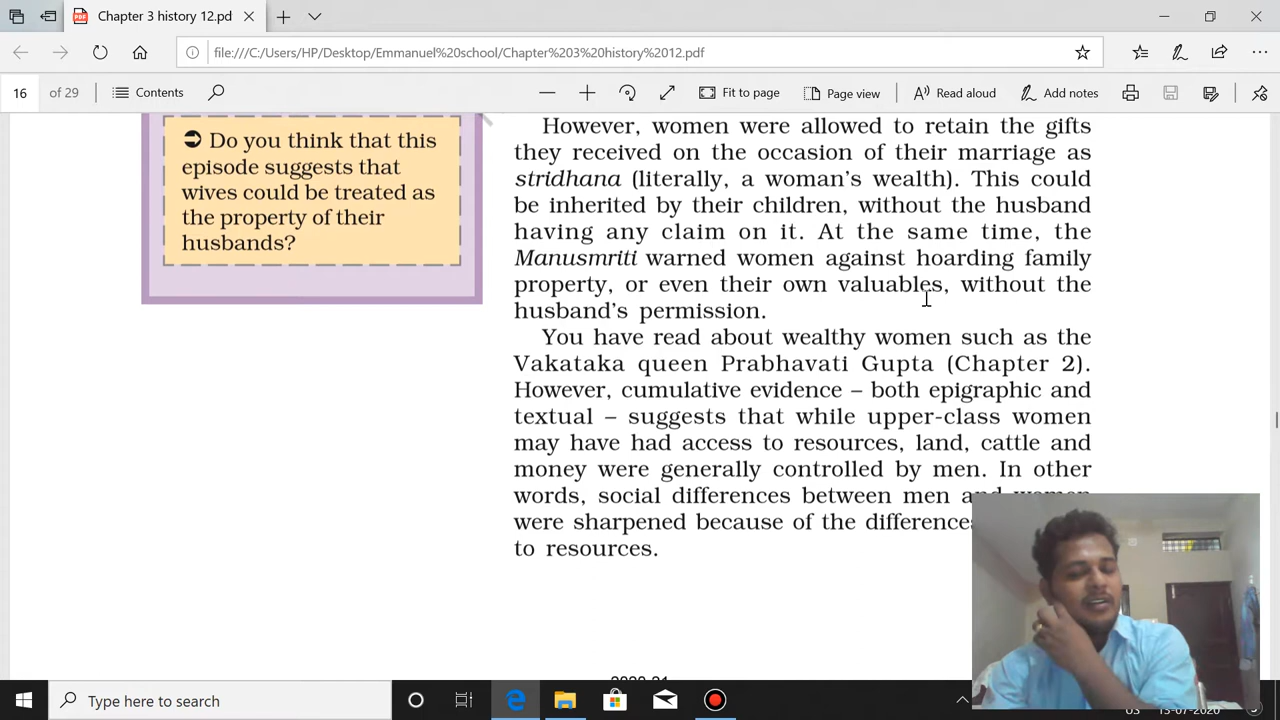 Chapter 3 history 12.pd
file:///C:/Users/HP/Desktop/Emmanuel%20school/Chapter%203%20history%2012.pdf
16 of 29 Contents Fit to page Page view Read aloud Add notes
Do you think that this
episode suggests that
wives could be treated as
the property of their
husbands?
However, women were allowed to retain the gifts
they received on the occasion of their marriage as
stridhana (literally, a woman's wealth). This could
be inherited by their children, without the husband
having any claim on it. At the same time, the
Manusmriti warned women against hoarding family
property, or even their own valuables, without the
husband's permission.
You have read about wealthy women such as the
Vakataka queen Prabhavati Gupta (Chapter 2).
However, cumulative evidence – both epigraphic and
textual – suggests that while upper-class women
may have had access to resources, land, cattle and
money were generally controlled by men. In other
words, social differences between men and women
were sharpened because of the differences
to resources.
Type here to search
13-07-2020